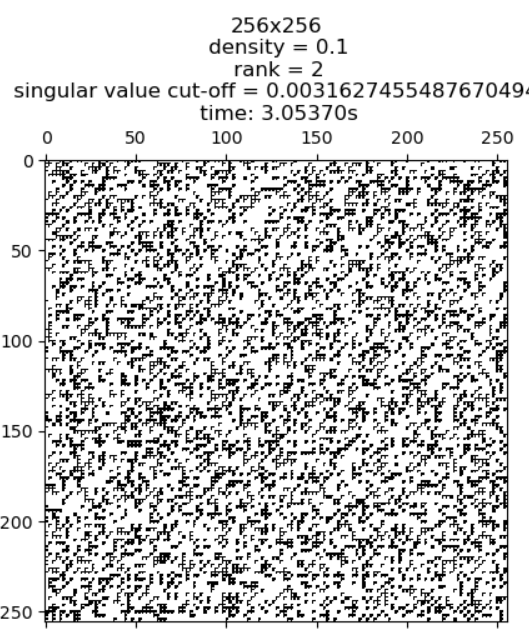 256x256
density = 0.1
rank = 2
singular value cut-off = 0.003162745548767049
time: 3.05370s
0 50 100 150 200 250
0
50
100
150
200
250